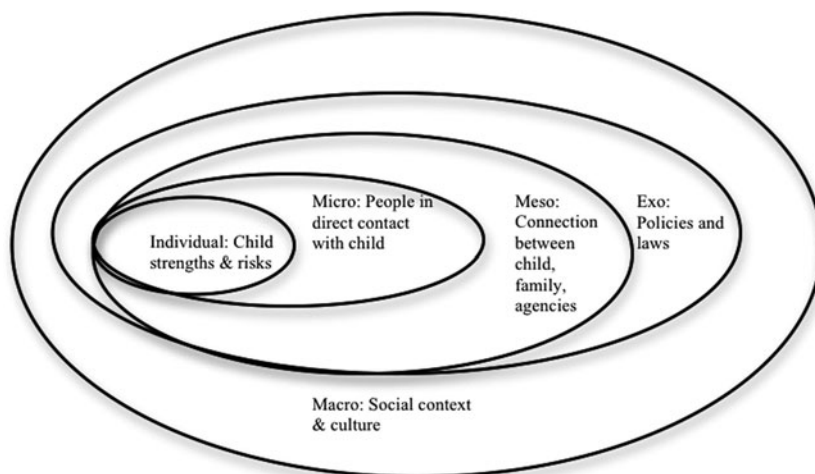 Individual: Child
strengths & risks
Micro: People in
direct contact
with child
Meso:
Connection
between
child,
family,
agencies
Exo:
Policies and
laws
Macro: Social context
& culture